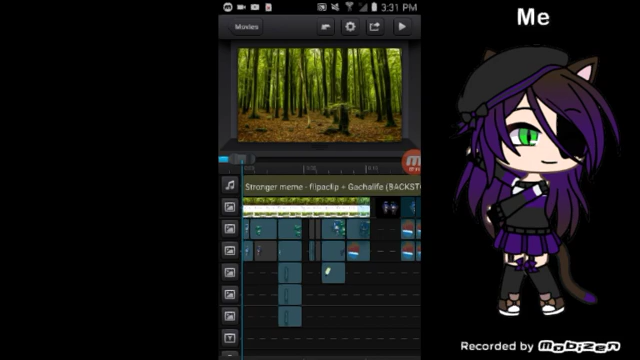 Me
3:31 PM
Movies
Stronger meme - flipaclip + Gachalife (BACKST
Recorded by Mobizen